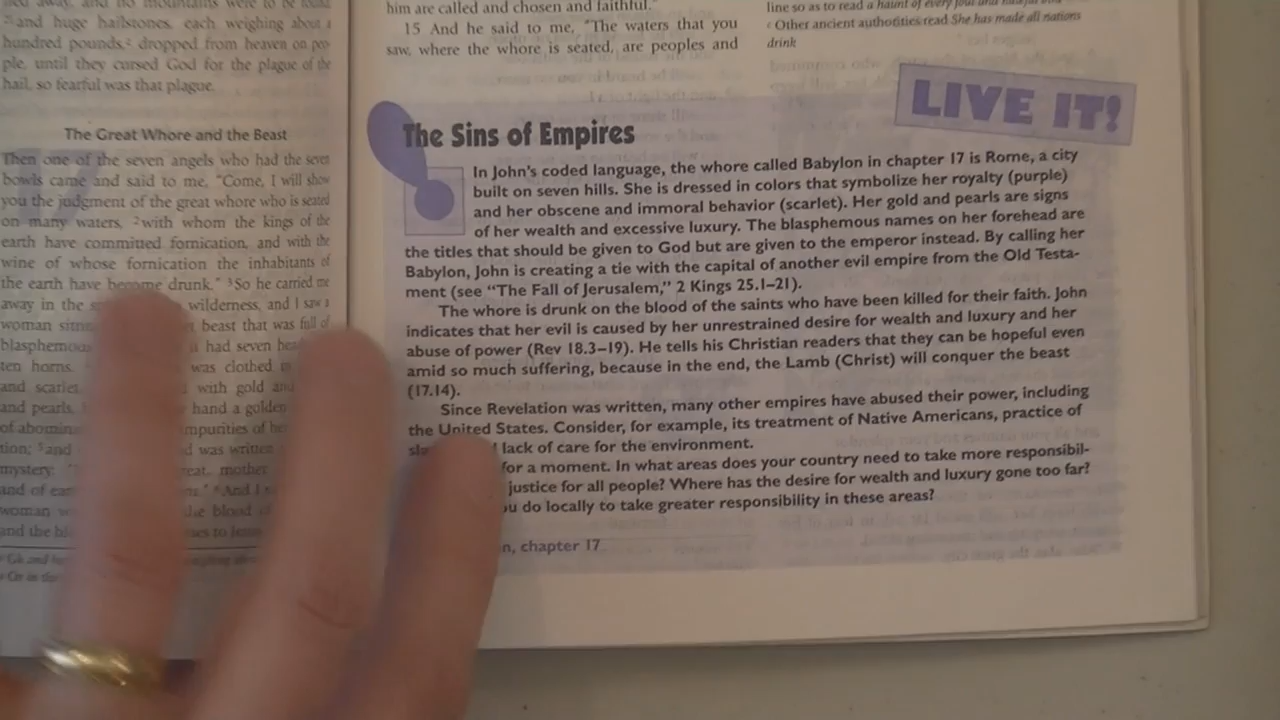 and huge hailstones, each weighing about a
hundred pounds, dropped from heaven on peo-
ple, until they cursed God for the plague of the
hail, so fearful was that plague.
The Great Whore and the Beast
Then one of the seven angels who had the seven
bowls came and said to me, "Come, I will show
you the judgment of the great whore who is seated
on many waters, 2with whom the kings of the
earth have committed fornication, and with the
wine of whose fornication the inhabitants of
the earth have become drunk." 3So he carried me
away in the wilderness, and I saw a
woman beast that was full of
had seven
ten horns. was clothed
and scarlet with gold and
and pearls, hand a golden
of impurities of
5and was written
mystery: mother
and of "And I
woman the blood of
and the
him are called and chosen and faithful."
15 And he said to me, "The waters that you
saw, where the whore is seated, are peoples and
line so as to read a haunt of every foul and
c Other ancient authorities read She has made all nations
drink
LIVE IT!
The Sins of Empires
In John's coded language, the whore called Babylon in chapter 17 is Rome, a city
built on seven hills. She is dressed in colors that symbolize her royalty (purple)
and her obscene and immoral behavior (scarlet). Her gold and pearls are signs
of her wealth and excessive luxury. The blasphemous names on her forehead are
the titles that should be given to God but are given to the emperor instead. By calling her
Babylon, John is creating a tie with the capital of another evil empire from the Old Testa-
ment (see "The Fall of Jerusalem," 2 Kings 25.1–21).
The whore is drunk on the blood of the saints who have been killed for their faith. John
indicates that her evil is caused by her unrestrained desire for wealth and luxury and her
abuse of power (Rev 18.3–19). He tells his Christian readers that they can be hopeful even
amid so much suffering, because in the end, the Lamb (Christ) will conquer the beast
(17.14).
Since Revelation was written, many other empires have abused their power, including
the United States. Consider, for example, its treatment of Native Americans, practice of
lack of care for the environment.
for a moment. In what areas does your country need to take more responsibil-
justice for all people? Where has the desire for wealth and luxury gone too far?
do locally to take greater responsibility in these areas?
chapter 17